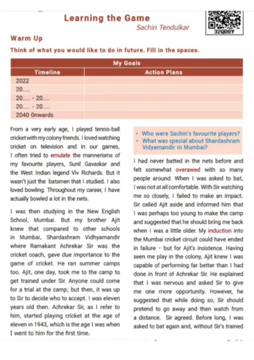 Learning the Game
Sachin Tendulkar
Warm Up
Think of what you would like to do in future. Fill in the spaces.
My Goals
Timeline
Action Plans
2022
20....
20.... - 20....
20.... - 20....
2040 0nwards
From a very early age, I played tennis-ball
cricket with my colony friends. I loved watching
cricket on television and in our games,
I often tried to emulate the mannerisms of
my favourite players, Sunil Gavaskar and
the West Indian legend Viv Richards. But it
wasn't just the batsmen that I studied. I also
loved bowling. Throughout my career, I have
actually bowled a lot in the nets.
I was then studying in the New English
School, Mumbai. But my brother Ajit
knew that compared to other schools
in Mumbai, Shardashram Vidhyamandir
where Ramakant Achrekar Sir was the
cricket coach, gave due importance to the
game of cricket. He ran summer camps
too. Ajit, one day, took me to the camp to
get trained under Sir. Anyone could come
for a trial at the camp; but then, it was up
to Sir to decide who to accept. I was eleven
years old then. Achrekar Sir, as I refer to
him, started playing cricket at the age of
eleven in 1943, which is the age I was when
I went to him for the first time.
• Who were Sachin's favourite players?
• What was special about Shardashram
Vidyamandir in Mumbai?
I had never batted in the nets before and
felt somewhat overawed with so many
people around. When I was asked to bat,
I was not at all comfortable. With Sir watching
me so closely, I failed to make an impact.
Sir called Ajit aside and informed him that
I was perhaps too young to make the camp
and suggested that he should bring me back
when I was a little older. My induction into
the Mumbai cricket circuit could have ended
in failure - but for Ajit's insistence. Having
seen me play in the colony, Ajit knew I was
capable of performing far better than I had
done in front of Achrekar Sir. He explained
that I was nervous and asked Sir to give
me one more opportunity. However, he
suggested that while doing so, Sir should
pretend to go away and then watch from
a distance. Sir agreed. Before long, I was
asked to bat again and, without Sir's trained